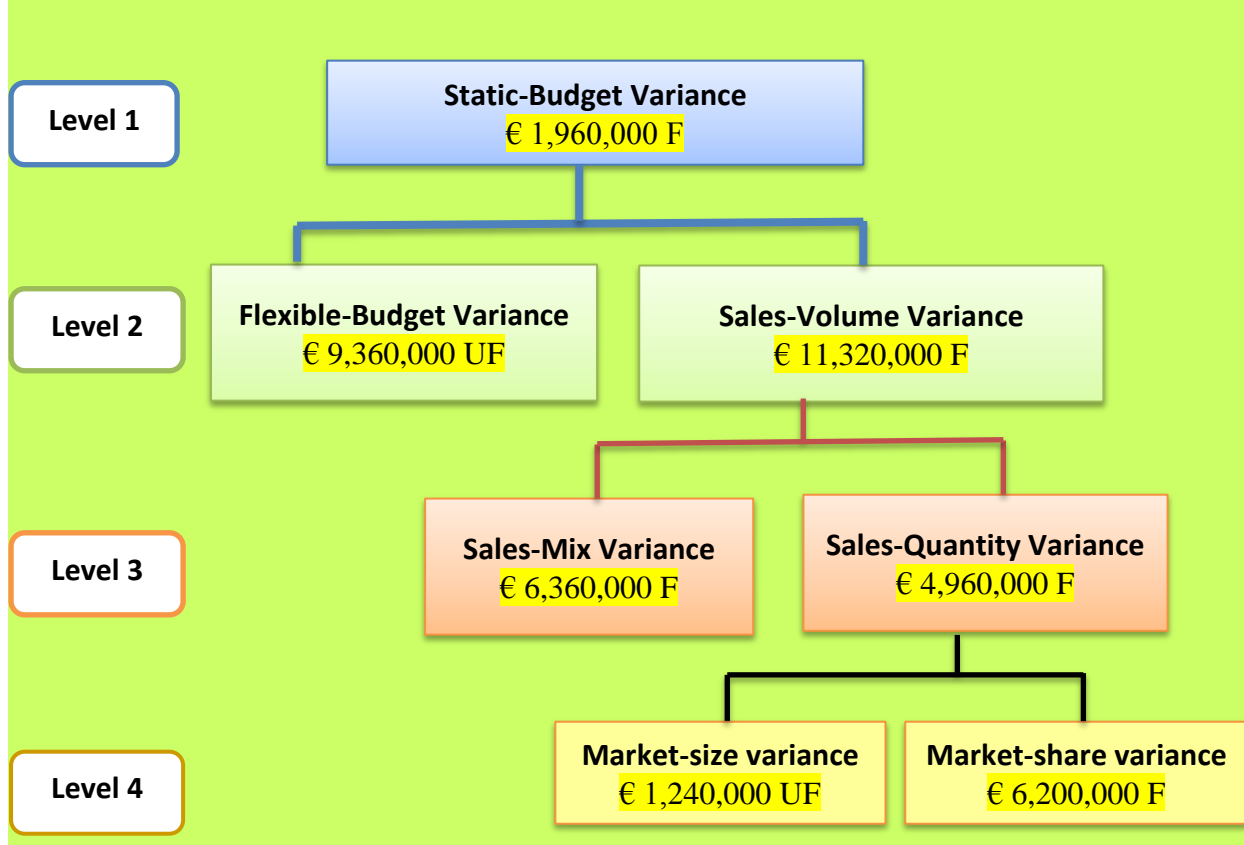 Level 1
Static-Budget Variance
€ 1,960,000 F
Level 2
Flexible-Budget Variance
€ 9,360,000 UF
Sales-Volume Variance
€ 11,320,000 F
Level 3
Sales-Mix Variance
€ 6,360,000 F
Sales-Quantity Variance
€ 4,960,000 F
Level 4
Market-size variance
€ 1,240,000 UF
Market-share variance
€ 6,200,000 F